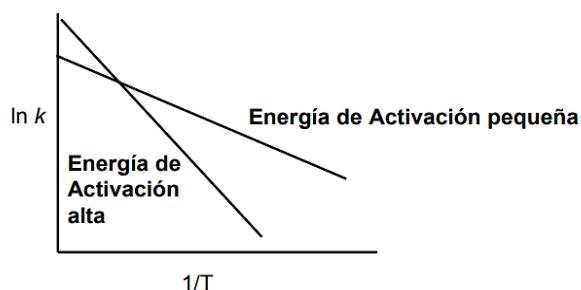 ln k
Energía de Activación pequeña
Energía de
Activación
alta
1/T